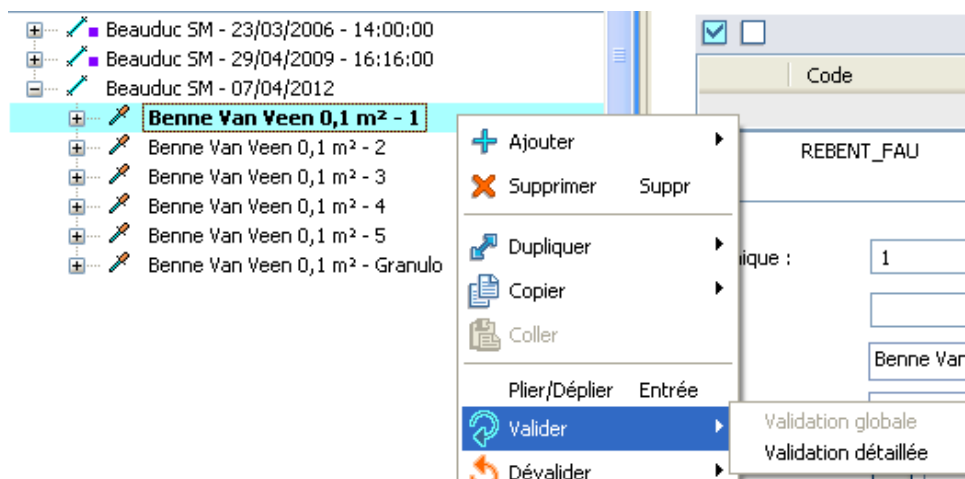 Beauduc SM - 23/03/2006 - 14:00:00
Beauduc SM - 29/04/2009 - 16:16:00
Beauduc SM - 07/04/2012
Benne Van Veen 0,1 m² - 1
Benne Van Veen 0,1 m² - 2
Benne Van Veen 0,1 m² - 3
Benne Van Veen 0,1 m² - 4
Benne Van Veen 0,1 m² - 5
Benne Van Veen 0,1 m² - Granulo
Ajouter
Supprimer Suppr
Dupliquer
Copier
Coller
Plier/Déplier Entrée
Valider
Dévalider
Validation globale
Validation détaillée
Code
REBENT_FAU
ique : 1
Benne Van